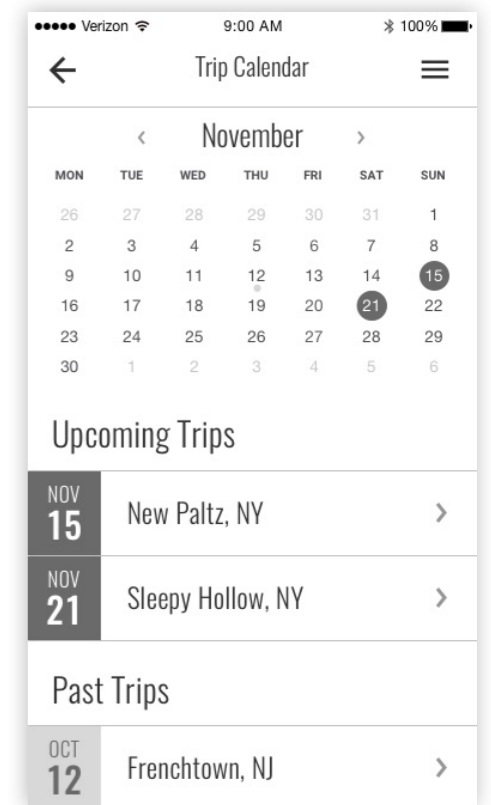 Verizon 9:00 AM 100%
Trip Calendar
‹ November ›
MON TUE WED THU FRI SAT SUN
26 27 28 29 30 31 1
2 3 4 5 6 7 8
9 10 11 12 13 14 15
16 17 18 19 20 21 22
23 24 25 26 27 28 29
30 1 2 3 4 5 6
Upcoming Trips
NOV
15 New Paltz, NY
NOV
21 Sleepy Hollow, NY
Past Trips
OCT
12 Frenchtown, NJ